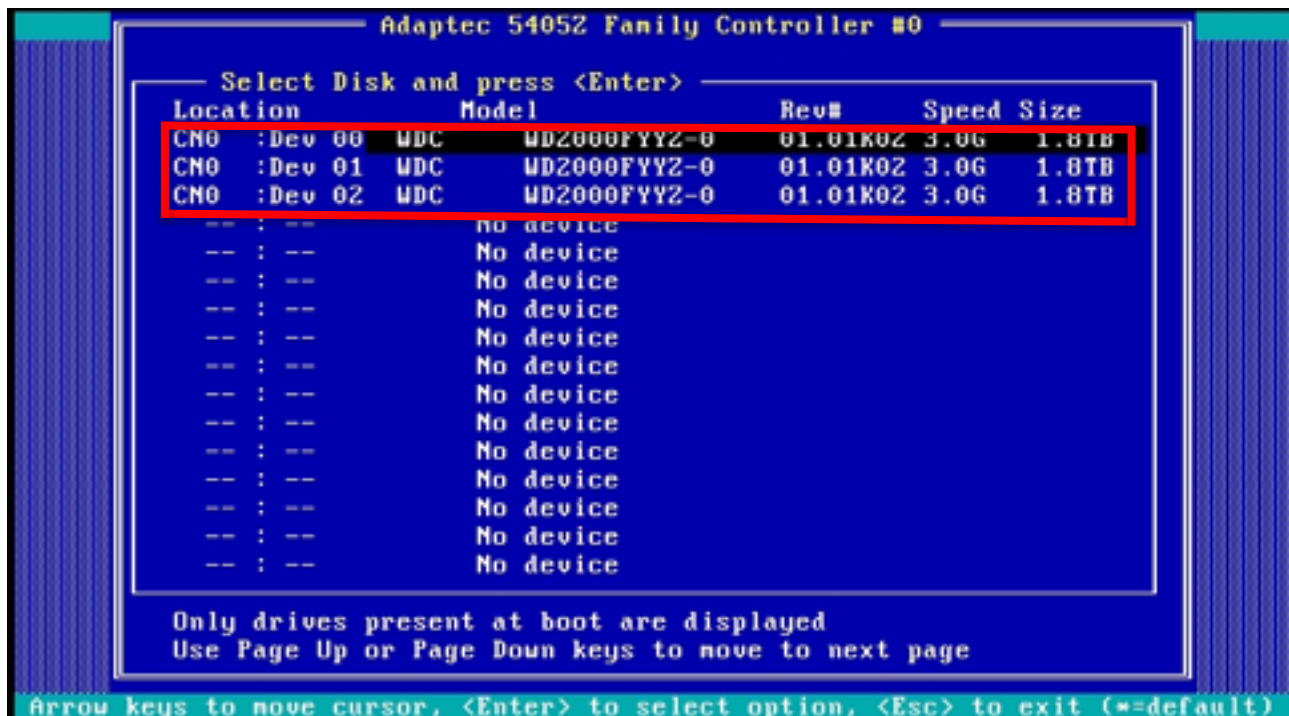 Adaptec 5405Z Family Controller #0
Select Disk and press <Enter>
Location Model Rev# Speed Size
CN0 :Dev 00 WDC WD2000FYYZ-0 01.01K02 3.0G 1.8TB
CN0 :Dev 01 WDC WD2000FYYZ-0 01.01K02 3.0G 1.8TB
CN0 :Dev 02 WDC WD2000FYYZ-0 01.01K02 3.0G 1.8TB
-- : -- No device
-- : -- No device
-- : -- No device
-- : -- No device
-- : -- No device
-- : -- No device
-- : -- No device
-- : -- No device
-- : -- No device
-- : -- No device
-- : -- No device
-- : -- No device
-- : -- No device
Only drives present at boot are displayed
Use Page Up or Page Down keys to move to next page
Arrow keys to move cursor, <Enter> to select option, <Esc> to exit (*=default)